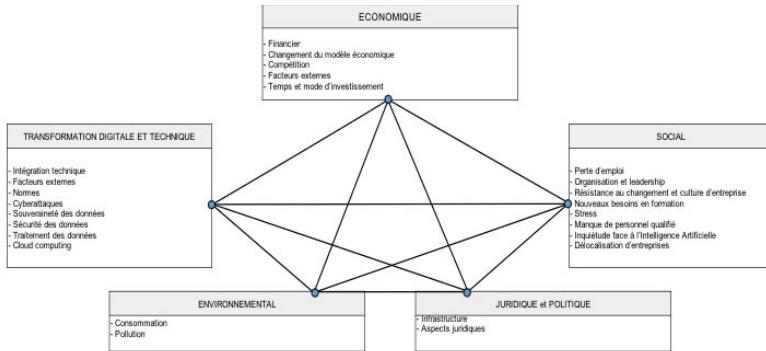 ECONOMIQUE
- Financier
- Changement du modèle économique
- Compétition
- Facteurs externes
- Temps et mode d'investissement
TRANSFORMATION DIGITALE ET TECHNIQUE
- Intégration technique
- Facteurs externes
- Normes
- Cyberattaques
- Souveraineté des données
- Sécurité des données
- Traitement des données
- Cloud computing
SOCIAL
- Perte d'emploi
- Organisation et leadership
- Résistance au changement et culture d'entreprise
- Nouveaux besoins en formation
- Stress
- Manque de personnel qualifié
- Inquiétude face à l'Intelligence Artificielle
- Délocalisation d'entreprises
ENVIRONNEMENTAL
- Consommation
- Pollution
JURIDIQUE et POLITIQUE
- Infrastructure
- Aspects juridiques